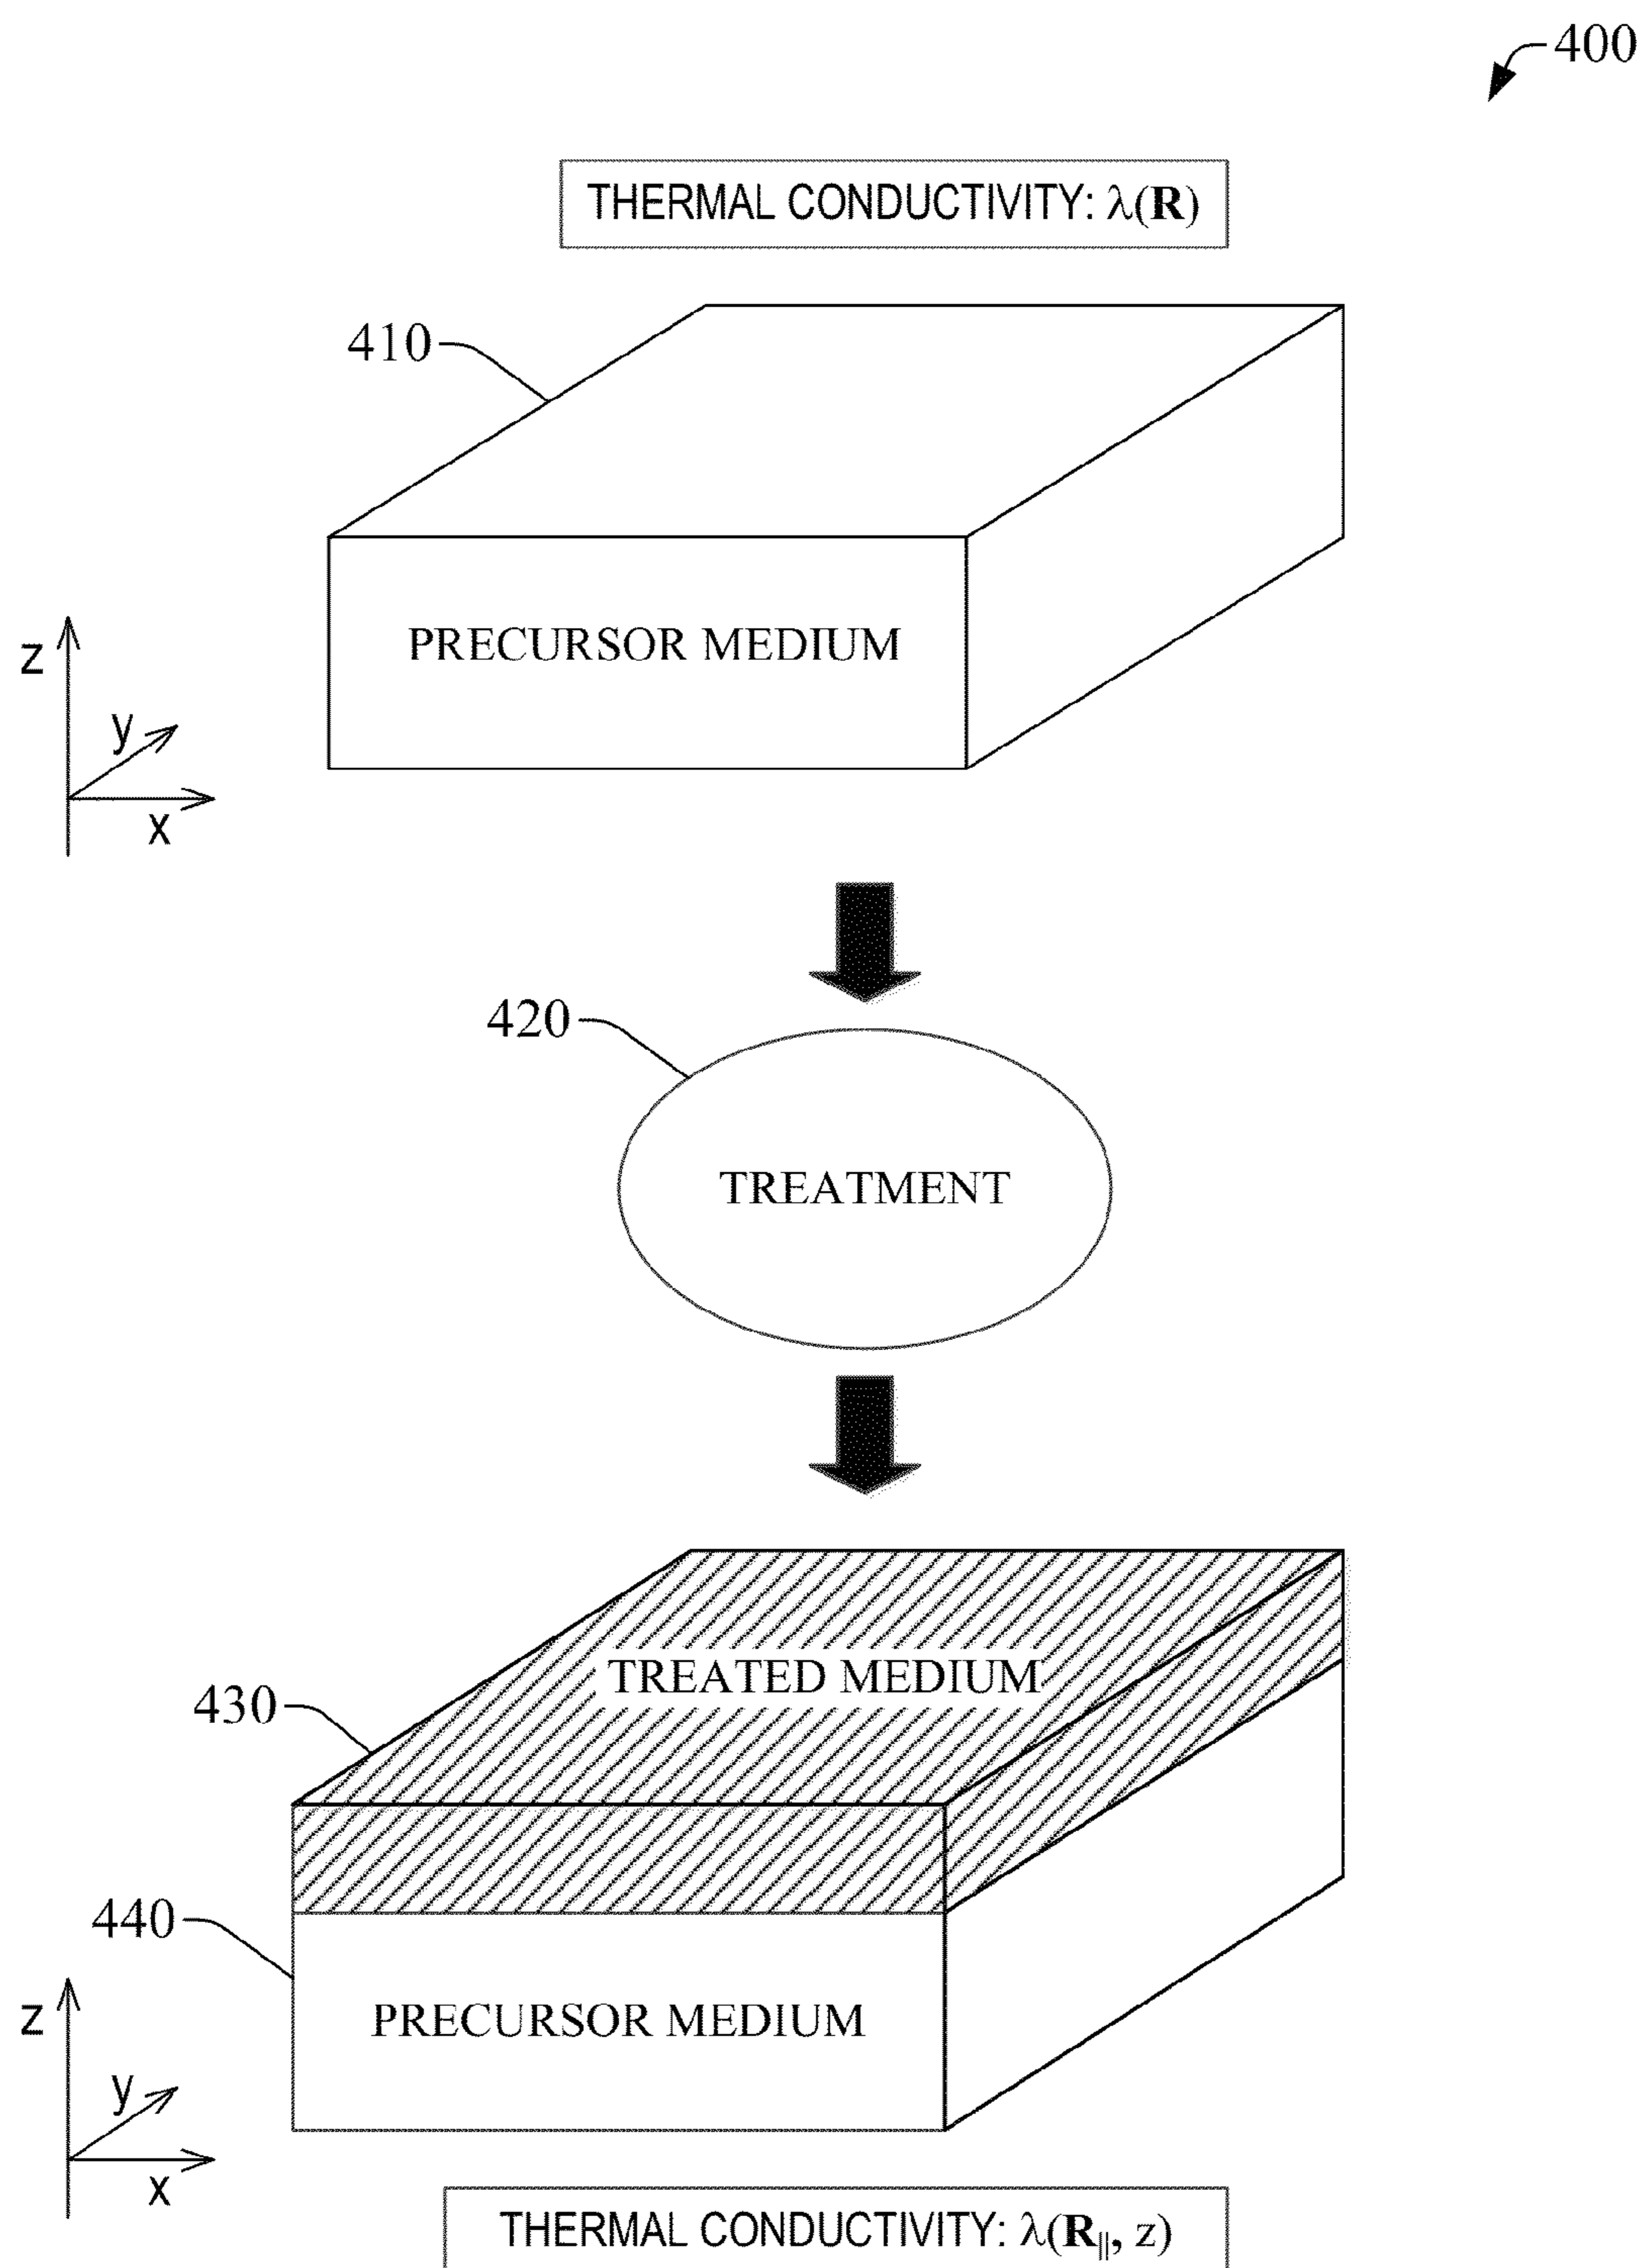 400
THERMAL CONDUCTIVITY: λ(R)
410
PRECURSOR MEDIUM
z
y
x
420
TREATMENT
TREATED MEDIUM
430
440
PRECURSOR MEDIUM
z
y
x
THERMAL CONDUCTIVITY: λ(R||, z)